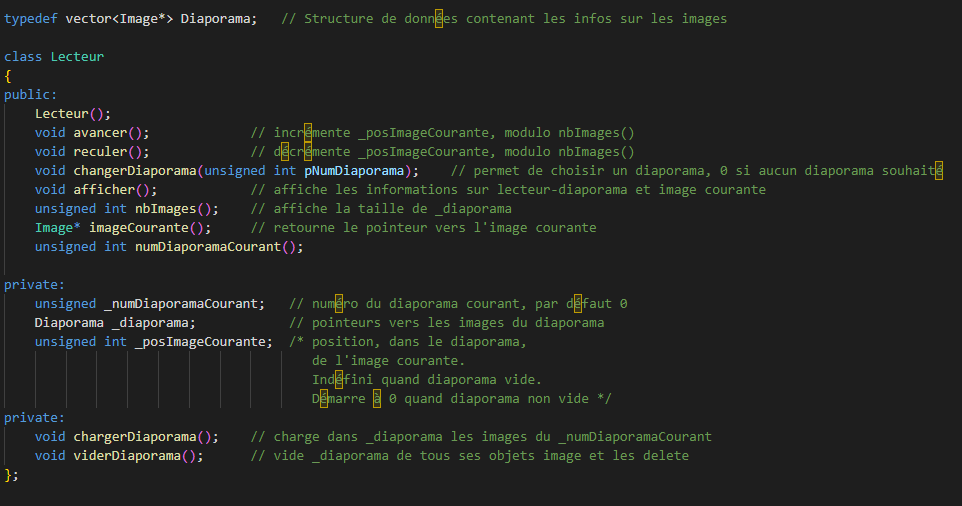 typedef vector<Image*> Diaporama;   // Structure de données contenant les infos sur les images

class Lecteur
{
public:
    Lecteur();
    void avancer();             // incrémente _posImageCourante, modulo nbImages()
    void reculer();             // décrémente _posImageCourante, modulo nbImages()
    void changerDiaporama(unsigned int pNumDiaporama);    // permet de choisir un diaporama, 0 si aucun diaporama souhaité
    void afficher();            // affiche les informations sur lecteur-diaporama et image courante
    unsigned int nbImages();    // affiche la taille de _diaporama
    Image* imageCourante();     // retourne le pointeur vers l'image courante
    unsigned int numDiaporamaCourant();

private:
    unsigned _numDiaporamaCourant;   // numéro du diaporama courant, par défaut 0
    Diaporama _diaporama;            // pointeurs vers les images du diaporama
    unsigned int _posImageCourante;  /* position, dans le diaporama,
                                        de l'image courante.
                                        Indéfini quand diaporama vide.
                                        Démarre à 0 quand diaporama non vide */
private:
    void chargerDiaporama();    // charge dans _diaporama les images du _numDiaporamaCourant
    void viderDiaporama();      // vide _diaporama de tous ses objets image et les delete
};